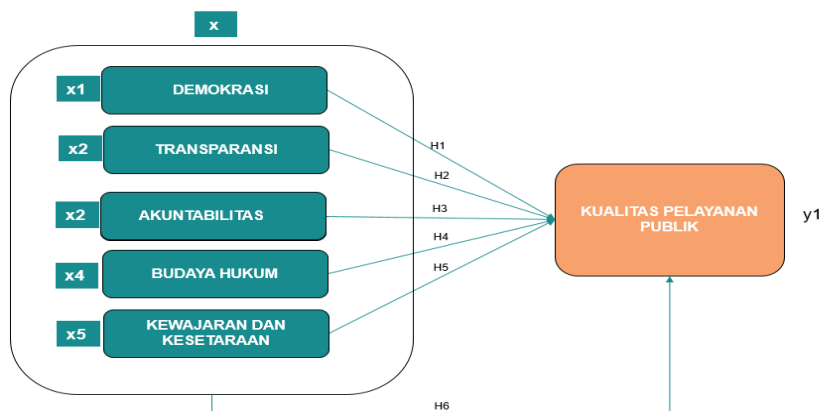 x
x1
DEMOKRASI
x2
TRANSPARANSI
x2
AKUNTABILITAS
x4
BUDAYA HUKUM
x5
KEWAJARAN DAN
KESETARAAN
H1
H2
H3
H4
H5
KUALITAS PELAYANAN
PUBLIK
y1
H6